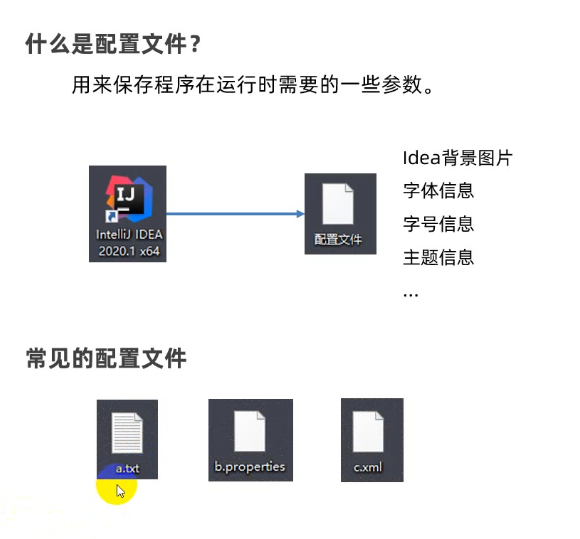 什么是配置文件？
用来保存程序在运行时需要的一些参数。
IJ
IntelliJ IDEA
2020.1 x64
配置文件
Idea背景图片
字体信息
字号信息
主题信息
...
常见的配置文件
a.txt
b.properties
c.xml